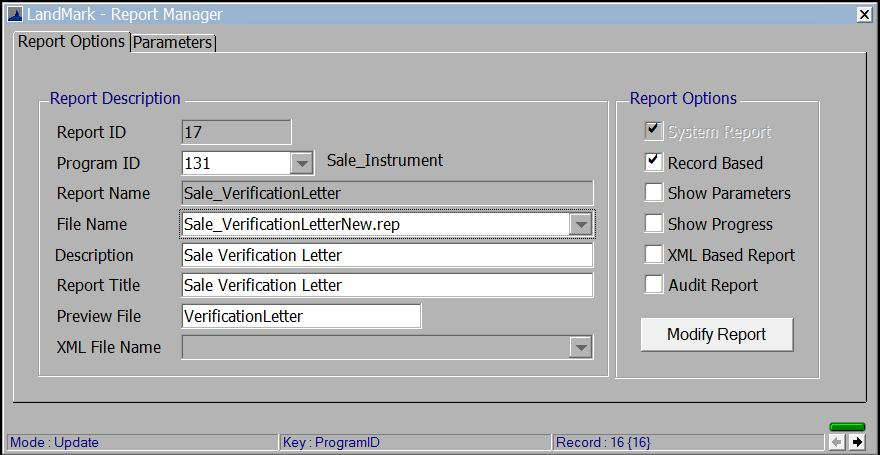 LandMark - Report Manager
Report Options Parameters
Report Description
Report ID 17
Program ID 131 Sale_Instrument
Report Name Sale_VerificationLetter
File Name Sale_VerificationLetterNew.rep
Description Sale Verification Letter
Report Title Sale Verification Letter
Preview File VerificationLetter
XML File Name
Report Options
System Report
Record Based
Show Parameters
Show Progress
XML Based Report
Audit Report
Modify Report
Mode : Update Key : ProgramID Record : 16 {16}